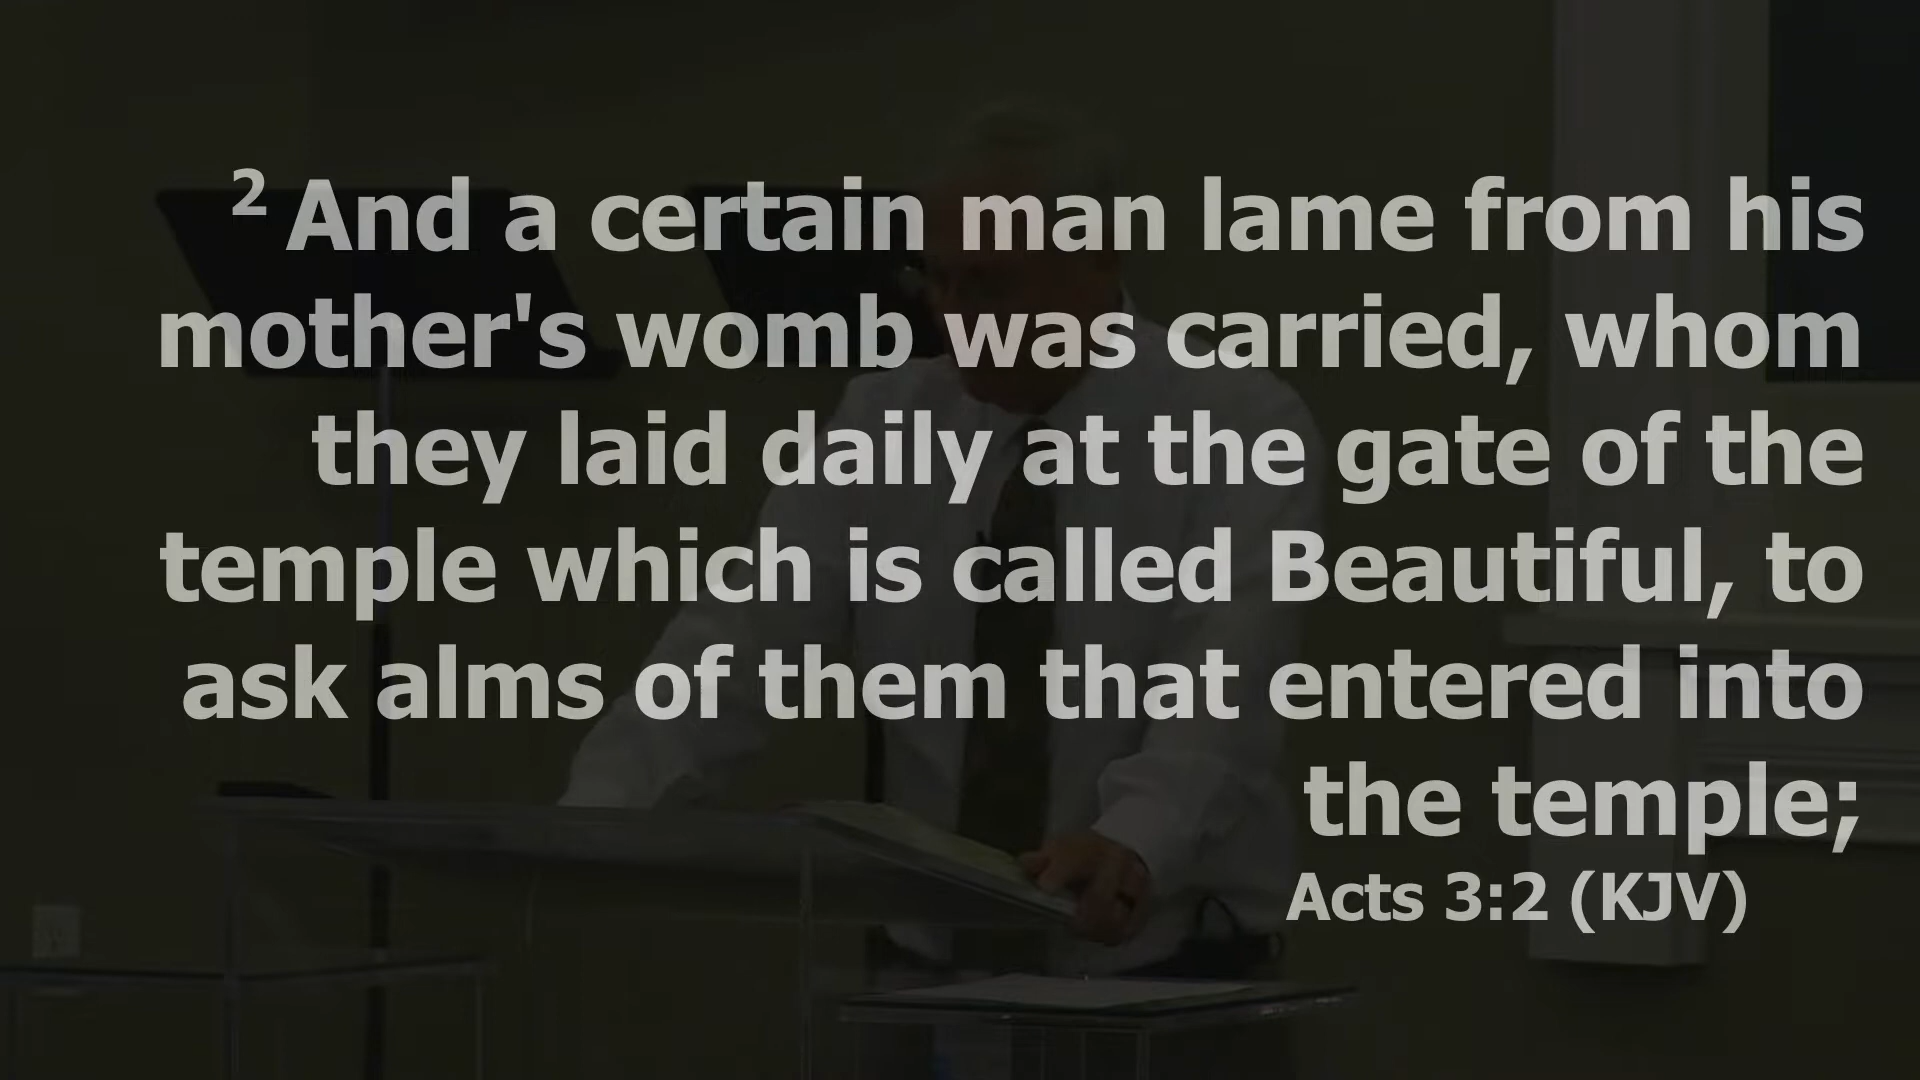 2 And a certain man lame from his
mother's womb was carried, whom
they laid daily at the gate of the
temple which is called Beautiful, to
ask alms of them that entered into
the temple;
Acts 3:2 (KJV)